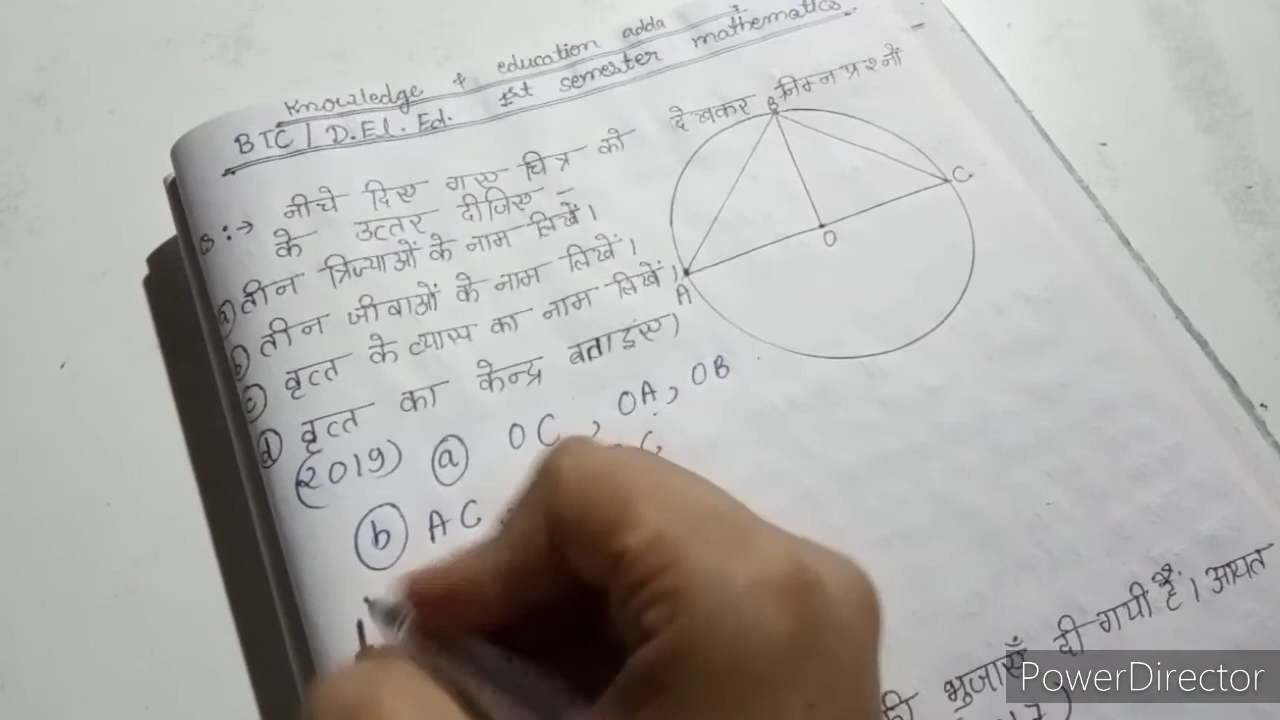 Knowledge & education adda
BTC / D.El.Ed. 1st semester mathematics
नीचे दिए गए चित्र को देखकर निम्न प्रश्नों
के उत्तर दीजिए -
(a) तीन त्रिज्याओं के नाम लिखें।
(b) तीन जीवाओं के नाम लिखें।
(c) वृत्त के व्यास का नाम लिखें।
(d) वृत्त का केन्द्र बताइए।
(2019) (a) OC, OA, OB
(b) AC
B
C
O
A
भुजाएँ दी गयी हैं। आयत
PowerDirector